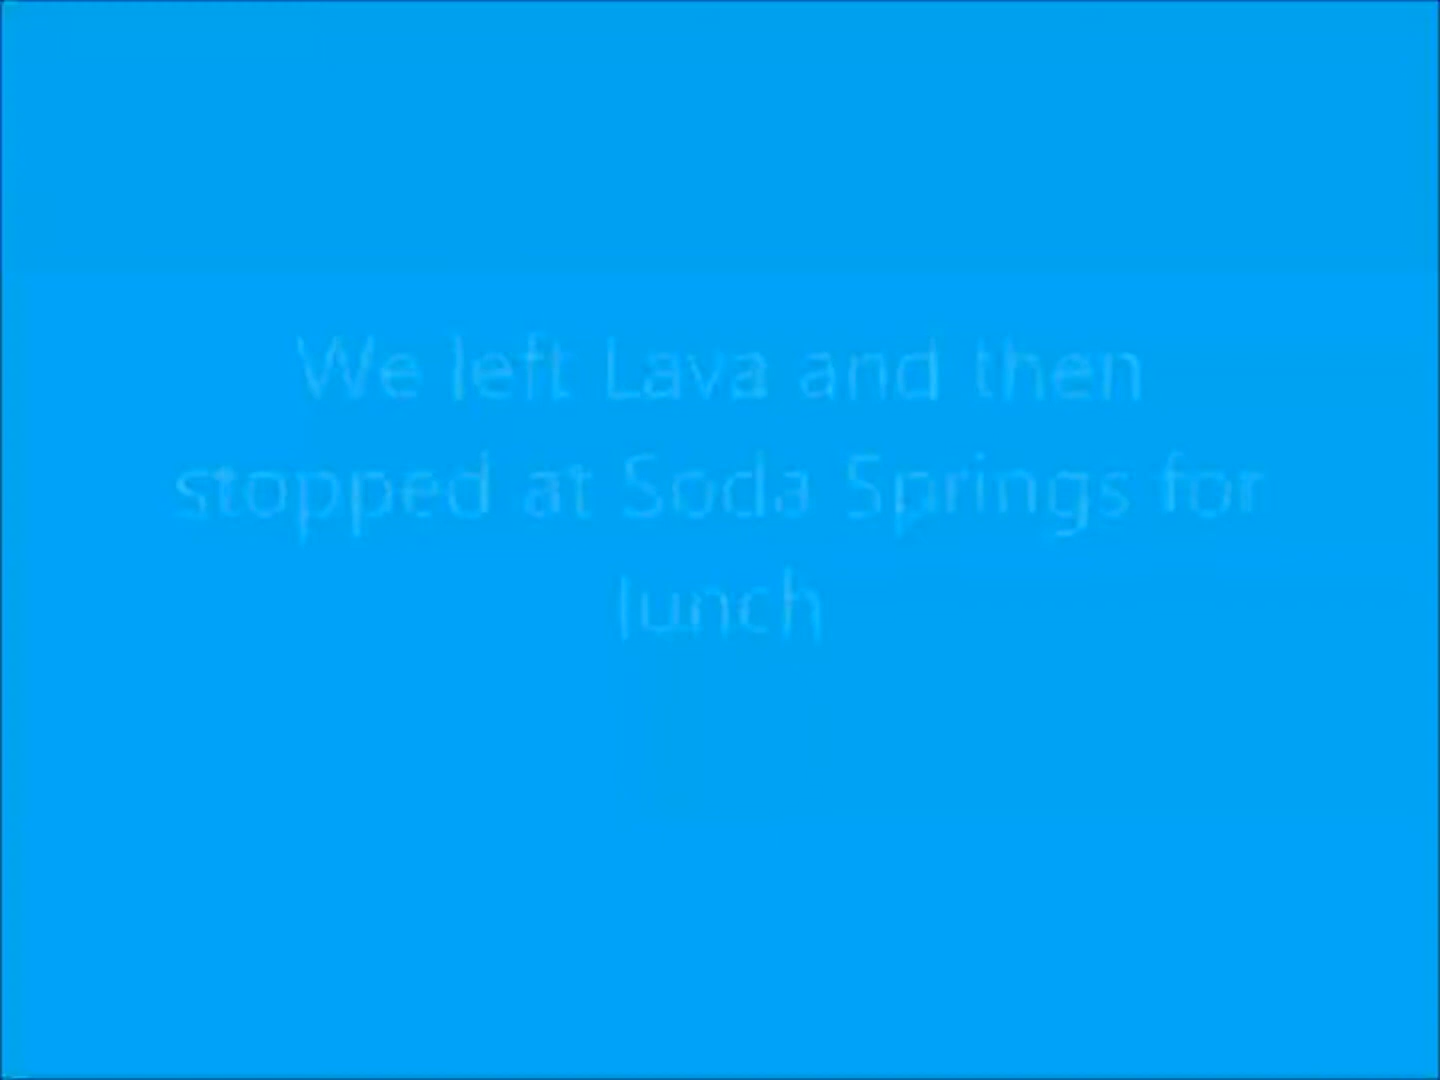 We left Lava and then
stopped at Soda Springs for
lunch